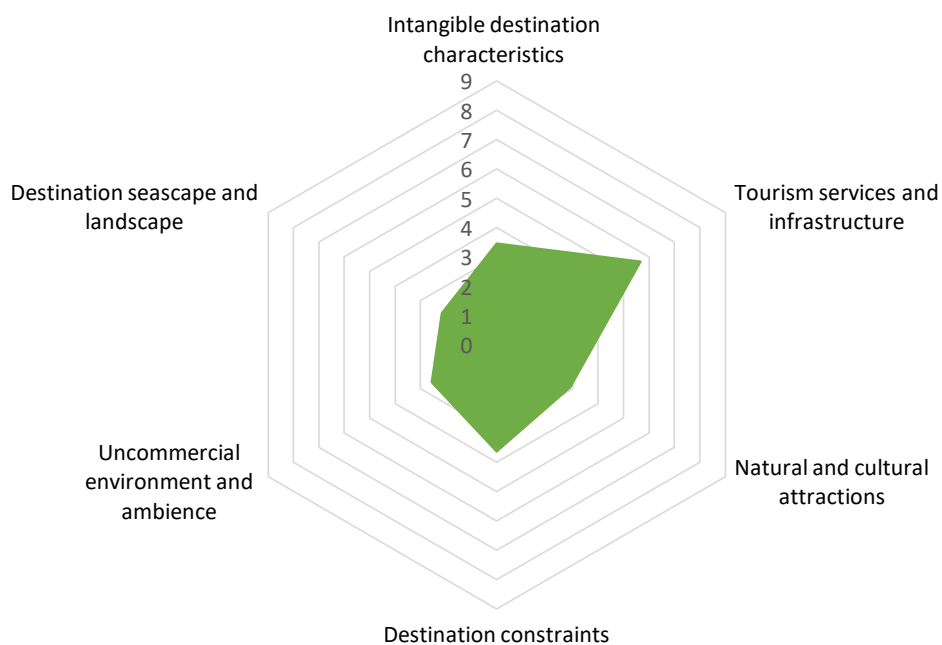 Intangible destination
characteristics
9
8
7
6
5
4
3
2
1
0
Tourism services and
infrastructure
Natural and cultural
attractions
Destination constraints
Uncommercial
environment and
ambience
Destination seascape and
landscape